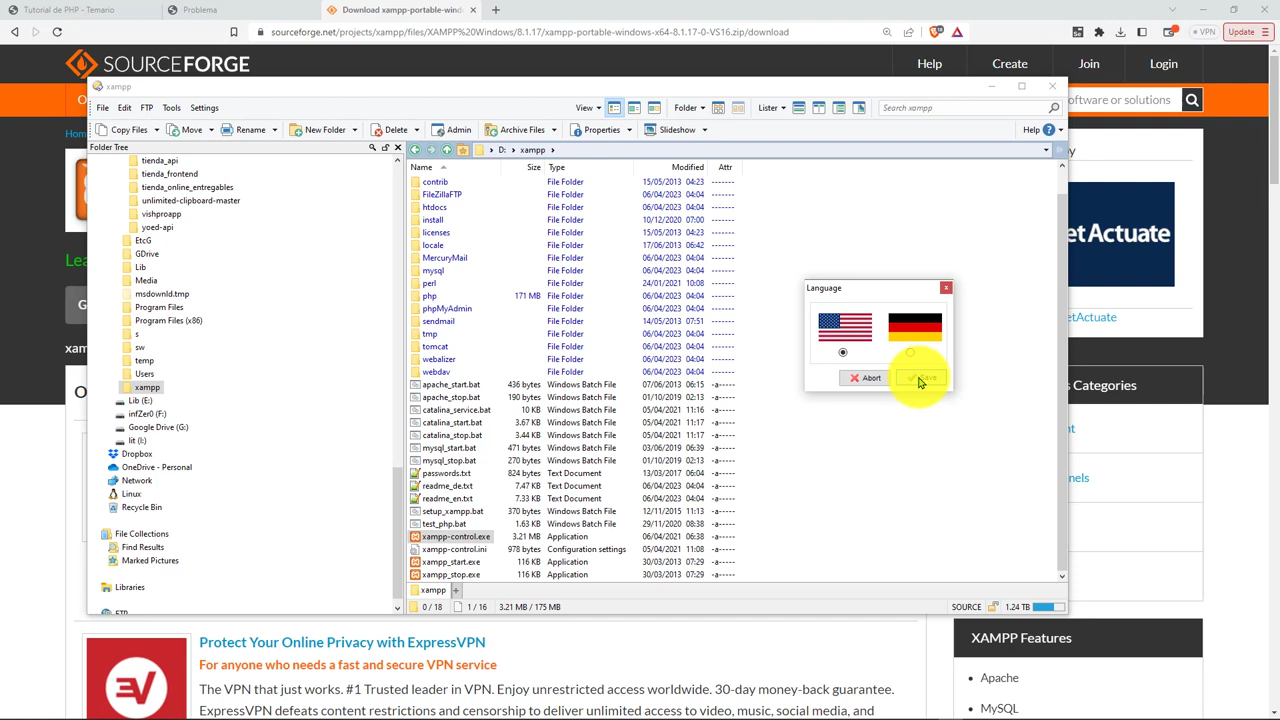 Tutorial de PHP - Temario
Problema
Download xampp-portable-wind
sourceforge.net/projects/xampp/files/XAMPP%20Windows/8.1.17/xampp-portable-windows-x64-8.1.17-0-VS16.zip/download
VPN
Update
SOURCEFORGE
Help
Create
Join
Login
oftware or solutions
Home
xampp
File
Edit
FTP
Tools
Settings
View
Folder
Lister
Search xampp
Copy Files
Move
Rename
New Folder
Delete
Admin
Archive Files
Properties
Slideshow
Help
Folder Tree
D:
xampp
tienda_api
tienda_frontend
tienda_online_entregables
unlimited-clipboard-master
vishproapp
yoed-api
EtcG
GDrive
Lib
Media
msdownld.tmp
Program Files
Program Files (x86)
s
sw
temp
Users
xampp
Lib (E:)
infZer0 (F:)
Google Drive (G:)
lit (I:)
Dropbox
OneDrive - Personal
Network
Linux
Recycle Bin
File Collections
Find Results
Marked Pictures
Libraries
FTP
Name Size Type Modified Attr
contrib File Folder 15/05/2013 04:23 -------
FileZillaFTP File Folder 06/04/2023 04:04 -------
htdocs File Folder 06/04/2023 04:04 -------
install File Folder 10/12/2020 07:00 -------
licenses File Folder 15/05/2013 04:23 -------
locale File Folder 17/06/2013 06:42 -------
MercuryMail File Folder 06/04/2023 04:04 -------
mysql File Folder 06/04/2023 04:04 -------
perl File Folder 24/01/2021 10:08 -------
php 171 MB File Folder 06/04/2023 04:04 -------
phpMyAdmin File Folder 06/04/2023 04:04 -------
sendmail File Folder 14/05/2013 07:51 -------
tmp File Folder 06/04/2023 04:04 -------
tomcat File Folder 06/04/2023 04:04 -------
webalizer File Folder 06/04/2023 04:04 -------
webdav File Folder 06/04/2023 04:04 -------
apache_start.bat 436 bytes Windows Batch File 07/06/2013 06:15 -a-----
apache_stop.bat 190 bytes Windows Batch File 01/10/2019 02:13 -a-----
catalina_service.bat 10 KB Windows Batch File 05/04/2021 11:16 -a-----
catalina_start.bat 3.67 KB Windows Batch File 05/04/2021 11:17 -a-----
catalina_stop.bat 3.44 KB Windows Batch File 05/04/2021 11:17 -a-----
mysql_start.bat 471 bytes Windows Batch File 03/06/2019 06:39 -a-----
mysql_stop.bat 270 bytes Windows Batch File 01/10/2019 02:13 -a-----
passwords.txt 824 bytes Text Document 13/03/2017 06:04 -a-----
readme_de.txt 7.47 KB Text Document 06/04/2023 04:04 -a-----
readme_en.txt 7.33 KB Text Document 06/04/2023 04:04 -a-----
setup_xampp.bat 370 bytes Windows Batch File 12/11/2015 11:13 -a-----
test_php.bat 1.63 KB Windows Batch File 29/11/2020 08:38 -a-----
xampp-control.exe 3.21 MB Application 06/04/2021 06:38 -a-----
xampp-control.ini 978 bytes Configuration settings 05/04/2021 11:08 -a-----
xampp_start.exe 116 KB Application 30/03/2013 07:29 -a-----
xampp_stop.exe 116 KB Application 30/03/2013 07:29 -a-----
xampp
0 / 18
1 / 16
3.21 MB / 175 MB
SOURCE
1.24 TB
Language
Abort
Save
et Actuate
etActuate
Categories
XAMPP Features
Apache
MySQL
EV
Protect Your Online Privacy with ExpressVPN
For anyone who needs a fast and secure VPN service
The VPN that just works. #1 Trusted leader in VPN. Enjoy unrestricted access worldwide. 30-day money-back guarantee.
ExpressVPN defeats content restrictions and censorship to deliver unlimited access to video, music, social media, and